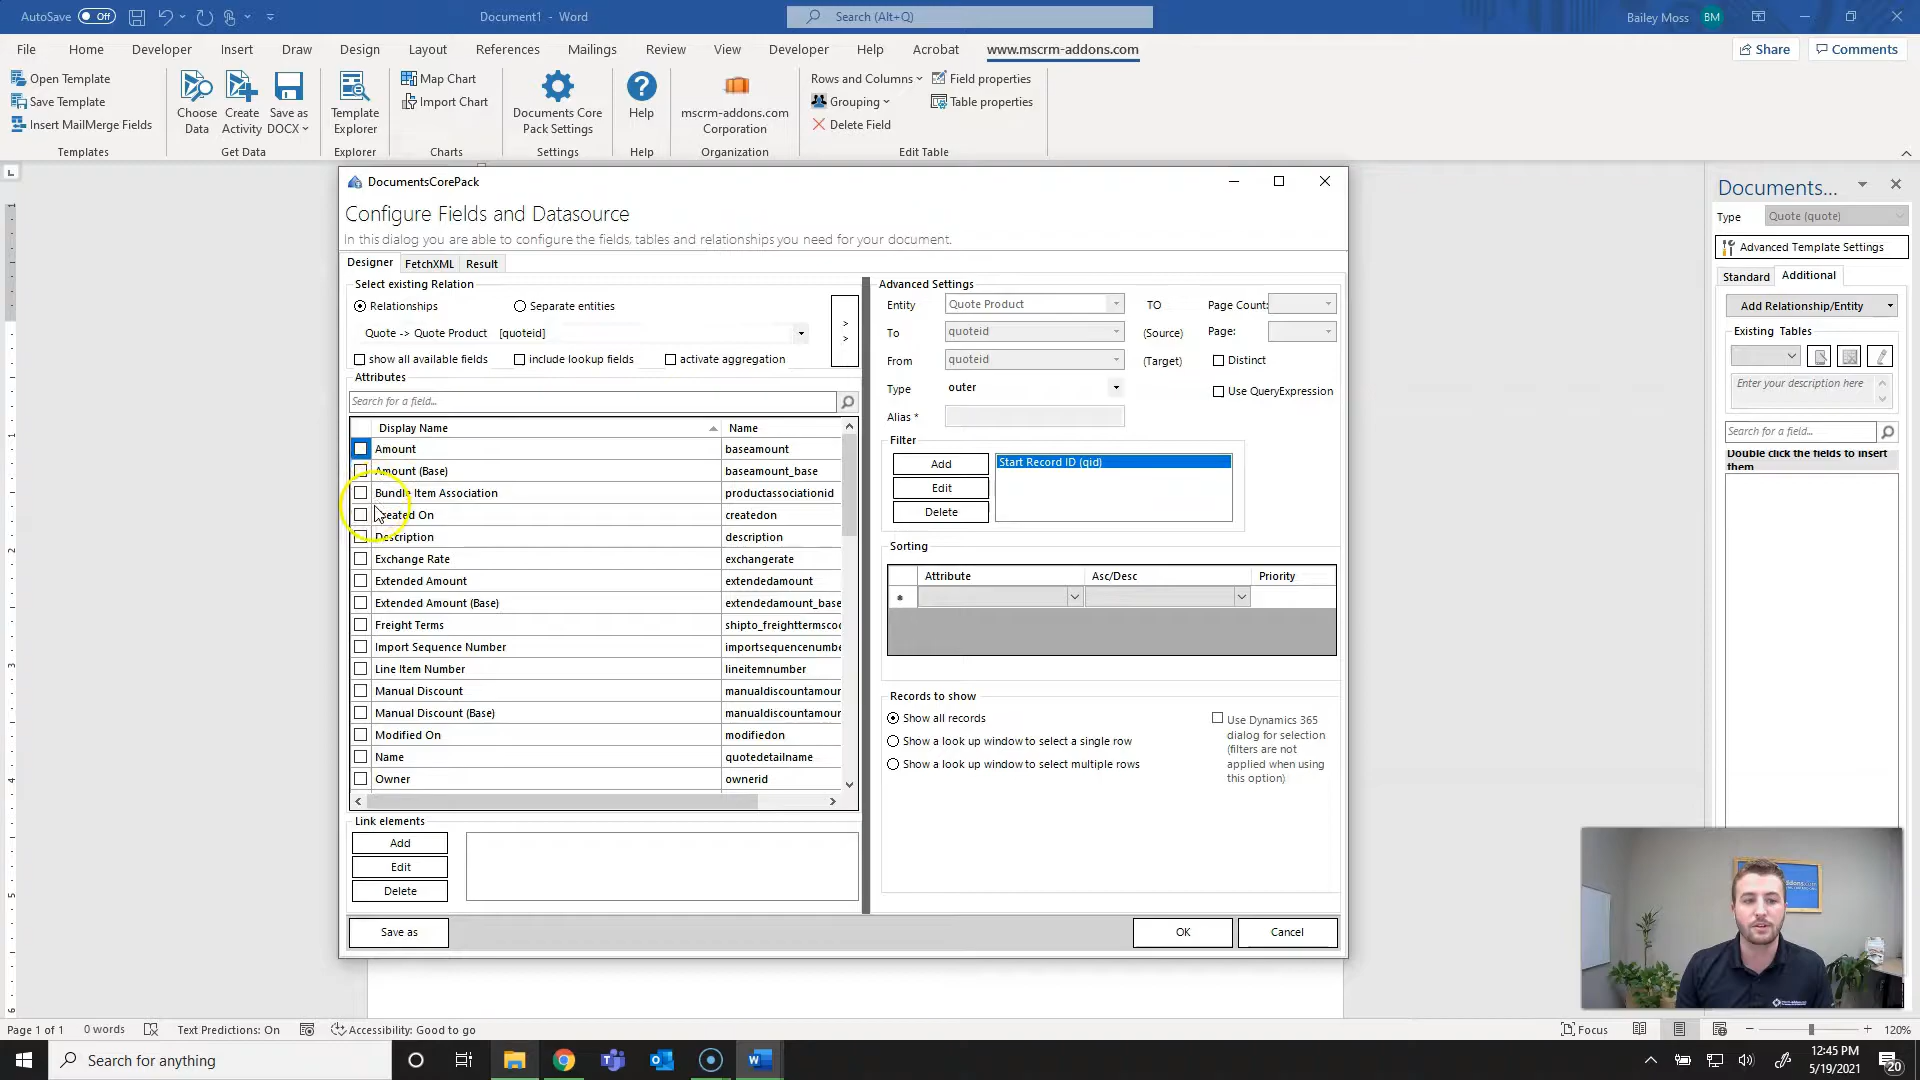 AutoSave Off
Document1 - Word
Search (Alt+Q)
Bailey Moss BM
File Home Developer Insert Draw Design Layout References Mailings Review View Developer Help Acrobat www.mscrm-addons.com
Share Comments
Open Template
Save Template
Insert MailMerge Fields
Templates
Choose Data
Create Activity
Save as DOCX
Get Data
Template Explorer
Explorer
Map Chart
Import Chart
Charts
Documents Core Pack Settings
Settings
Help
Help
mscrm-addons.com Corporation
Organization
Rows and Columns
Grouping
Delete Field
Field properties
Table properties
Edit Table
DocumentsCorePack
Configure Fields and Datasource
In this dialog you are able to configure the fields, tables and relationships you need for your document.
Designer FetchXML Result
Select existing Relation
Relationships Separate entities
Quote -> Quote Product [quoteid]
> >
show all available fields include lookup fields activate aggregation
Attributes
Search for a field...
Display Name Name
Amount baseamount
Amount (Base) baseamount_base
Bundle Item Association productassociationid
Created On createdon
Description description
Exchange Rate exchangerate
Extended Amount extendedamount
Extended Amount (Base) extendedamount_base
Freight Terms shipto_freighttermscod
Import Sequence Number importsequencenumbe
Line Item Number lineitemnumber
Manual Discount manualdiscountamoun
Manual Discount (Base) manualdiscountamoun
Modified On modifiedon
Name quotedetailname
Owner ownerid
Link elements
Add
Edit
Delete
Save as
Advanced Settings
Entity Quote Product TO Page Count:
To quoteid (Source) Page:
From quoteid (Target) Distinct
Type outer Use QueryExpression
Alias *
Filter
Add
Edit
Delete
Start Record ID (qid)
Sorting
Attribute Asc/Desc Priority
Records to show
Show all records
Show a look up window to select a single row
Show a look up window to select multiple rows
Use Dynamics 365
dialog for selection
(filters are not
applied when using
this option)
OK Cancel
Documents...
Type Quote (quote)
Advanced Template Settings
Standard Additional
Add Relationship/Entity
Existing Tables
Enter your description here
Search for a field...
Double click the fields to insert
them
Page 1 of 1 0 words Text Predictions: On Accessibility: Good to go
Focus 120%
Search for anything
12:45 PM
5/19/2021
20